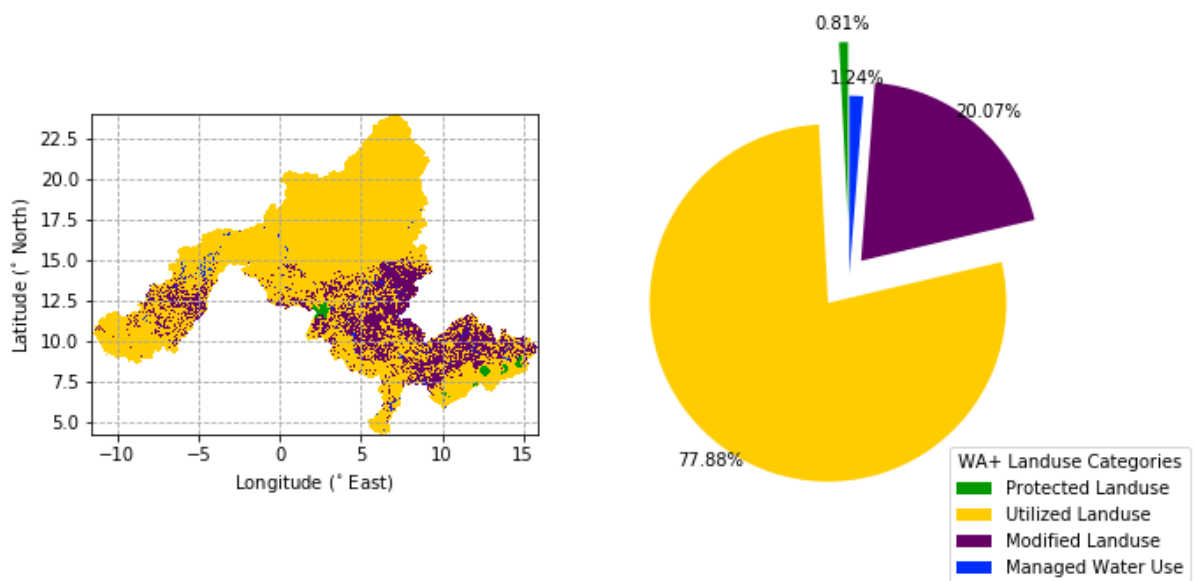 0.81%
1.24%
20.07%
77.88%
22.5
20.0
17.5
15.0
12.5
10.0
7.5
5.0
Latitude (° North)
−10
−5
0
5
10
15
Longitude (° East)
WA+ Landuse Categories
Protected Landuse
Utilized Landuse
Modified Landuse
Managed Water Use